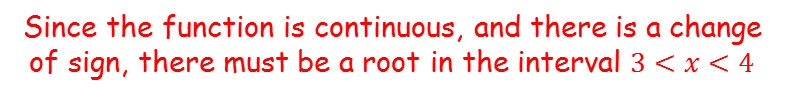 Since the function is continuous, and there is a change
of sign, there must be a root in the interval 3 < 𝑥 < 4